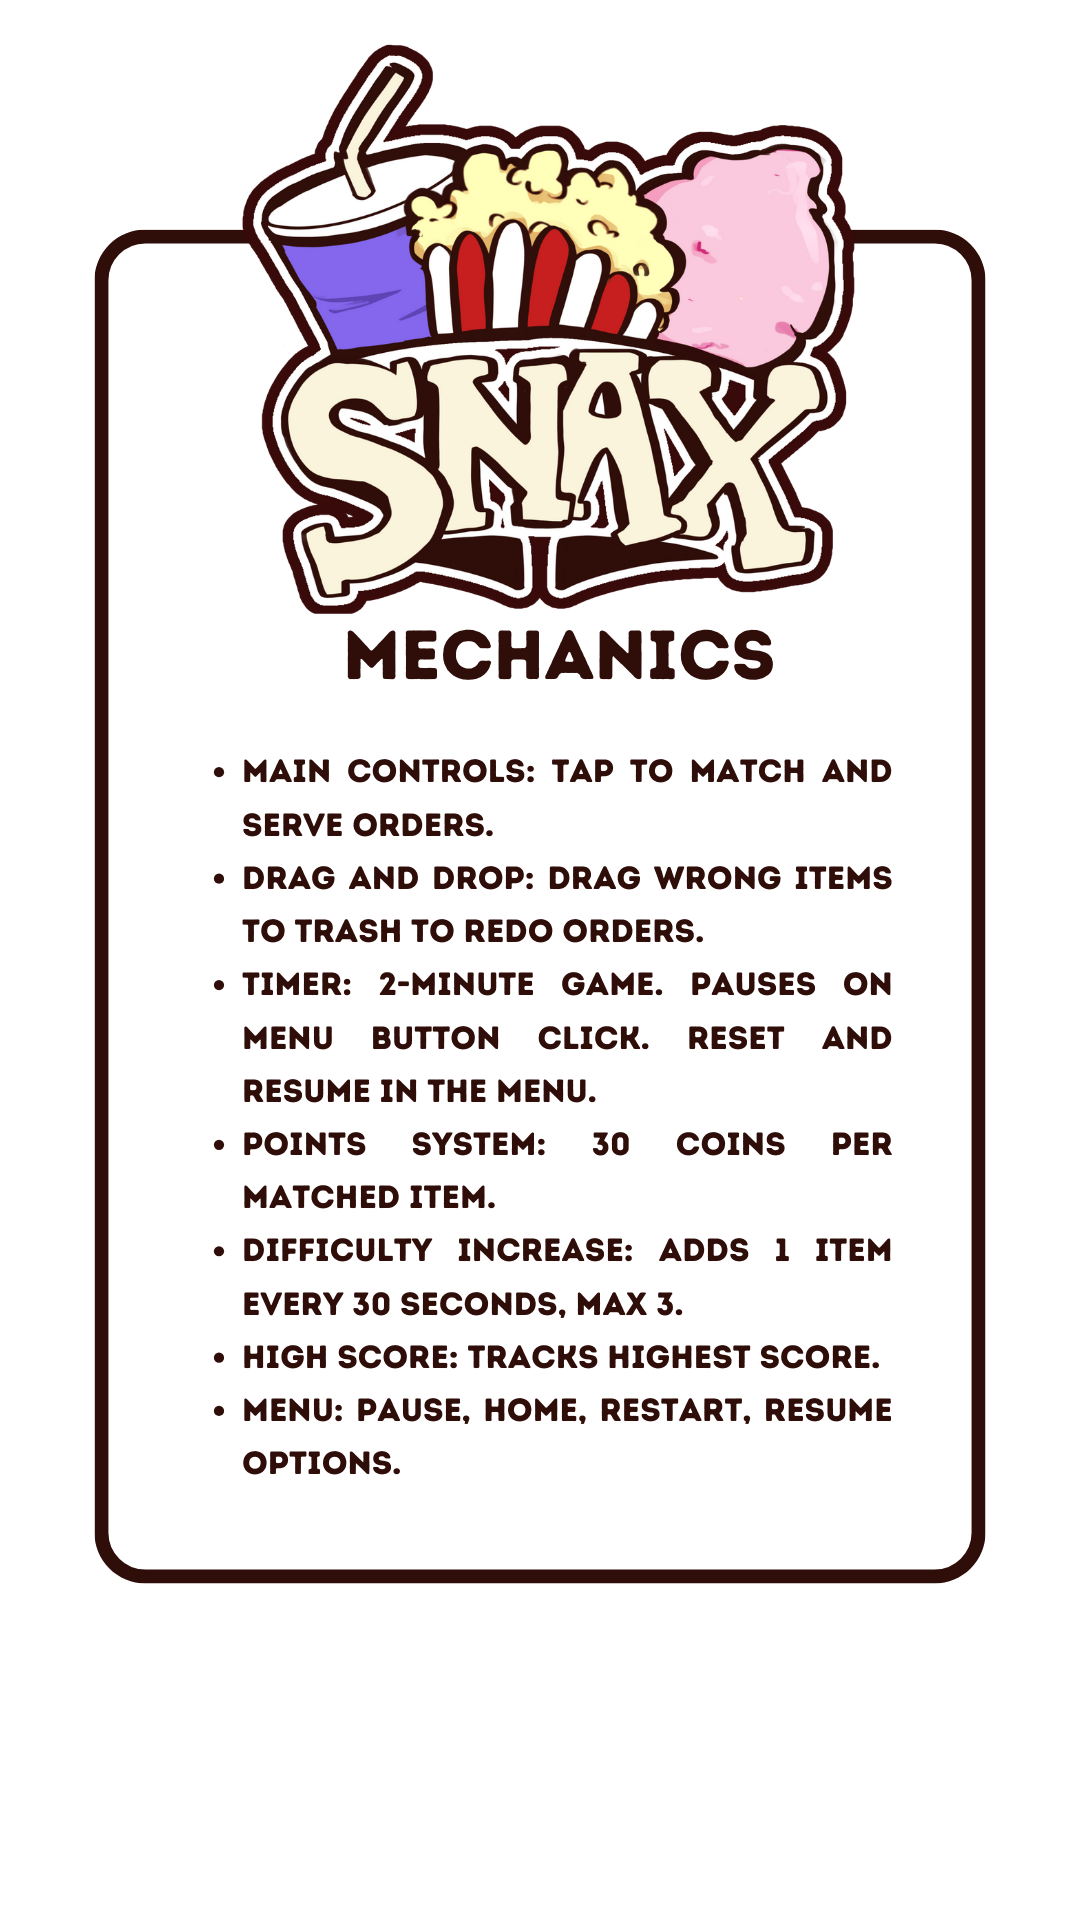 SNAX
MECHANICS
• MAIN CONTROLS: TAP TO MATCH AND
SERVE ORDERS.
• DRAG AND DROP: DRAG WRONG ITEMS
TO TRASH TO REDO ORDERS.
• TIMER: 2-MINUTE GAME. PAUSES ON
MENU BUTTON CLICK. RESET AND
RESUME IN THE MENU.
• POINTS SYSTEM: 30 COINS PER
MATCHED ITEM.
• DIFFICULTY INCREASE: ADDS 1 ITEM
EVERY 30 SECONDS, MAX 3.
• HIGH SCORE: TRACKS HIGHEST SCORE.
• MENU: PAUSE, HOME, RESTART, RESUME
OPTIONS.